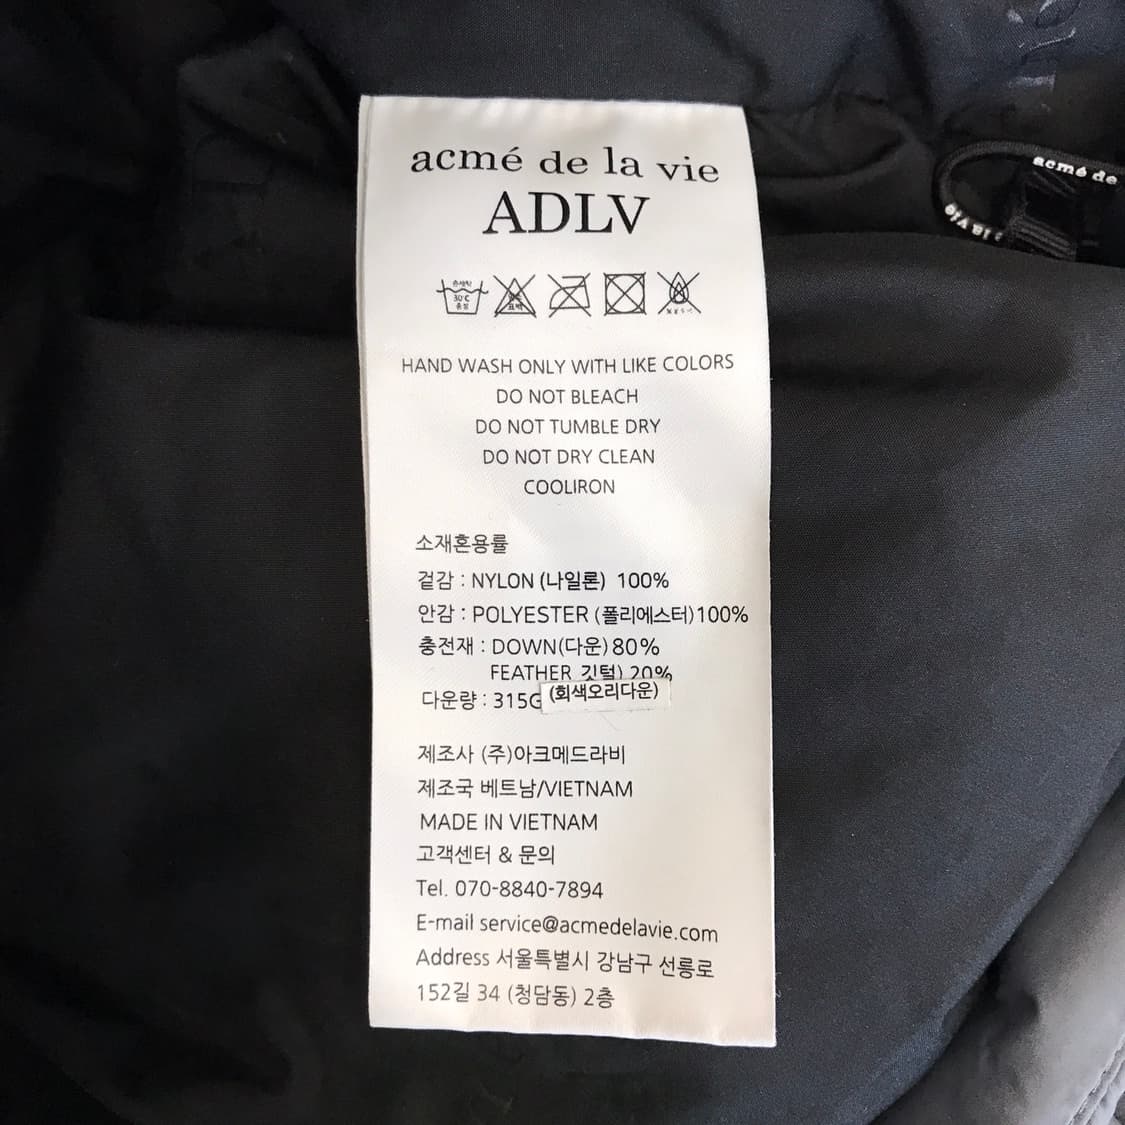 acmé de la vie
ADLV
acmé de
la vie
30℃
HAND WASH ONLY WITH LIKE COLORS
DO NOT BLEACH
DO NOT TUMBLE DRY
DO NOT DRY CLEAN
COOLIRON
소재혼용률
겉감 : NYLON (나일론) 100%
안감 : POLYESTER (폴리에스터)100%
충전재 : DOWN(다운)80%
FEATHER 깃털) 20%
다운량 : 315G (회색오리다운)
제조사 (주)아크메드라비
제조국 베트남/VIETNAM
MADE IN VIETNAM
고객센터 & 문의
Tel. 070-8840-7894
E-mail service@acmedelavie.com
Address 서울특별시 강남구 선릉로
152길 34 (청담동) 2층